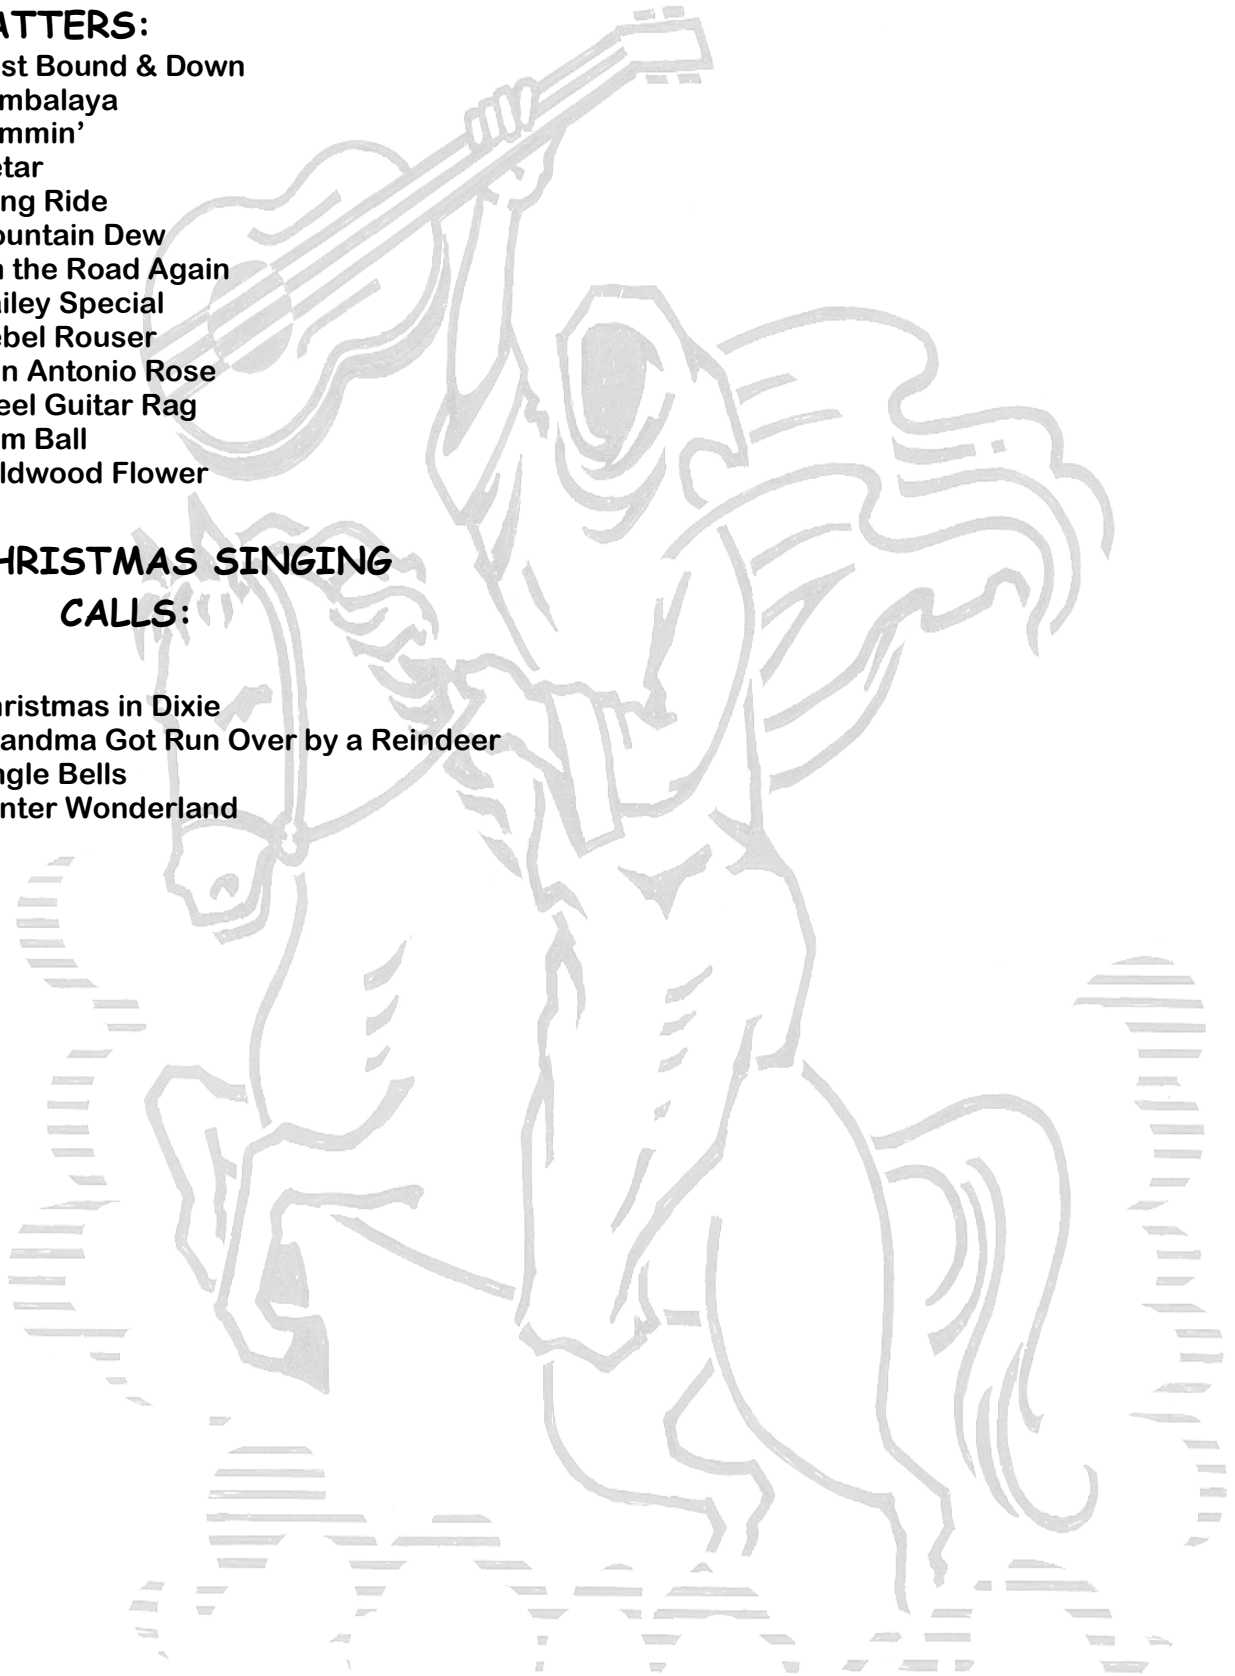 ATTERS:
st Bound & Down
mbalaya
mmin’
etar
ng Ride
ountain Dew
n the Road Again
ailey Special
ebel Rouser
n Antonio Rose
eel Guitar Rag
m Ball
ldwood Flower
HRISTMAS SINGING
CALLS:
ristmas in Dixie
andma Got Run Over by a Reindeer
ngle Bells
nter Wonderland